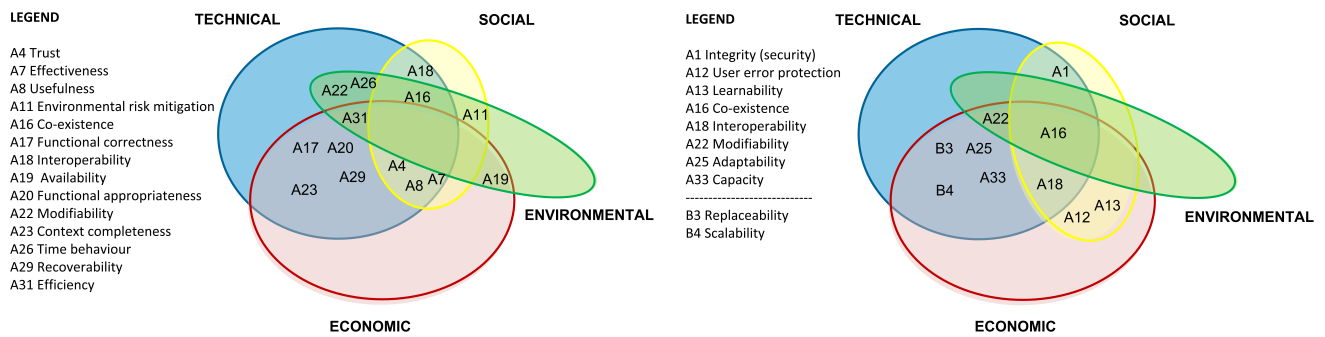 LEGEND
A4 Trust
A7 Effectiveness
A8 Usefulness
A11 Environmental risk mitigation
A16 Co-existence
A17 Functional correctness
A18 Interoperability
A19 Availability
A20 Functional appropriateness
A22 Modifiability
A23 Context completeness
A26 Time behaviour
A29 Recoverability
A31 Efficiency
TECHNICAL
SOCIAL
A18
A26
A22
A16
A11
A31
A17
A20
A4
A29
A8
A7
A19
A23
ENVIRONMENTAL
ECONOMIC
LEGEND
A1 Integrity (security)
A12 User error protection
A13 Learnability
A16 Co-existence
A18 Interoperability
A22 Modifiability
A25 Adaptability
A33 Capacity
----------------------------
B3 Replaceability
B4 Scalability
TECHNICAL
SOCIAL
A1
A22
A16
B3
A25
A33
A18
B4
A13
A12
ENVIRONMENTAL
ECONOMIC